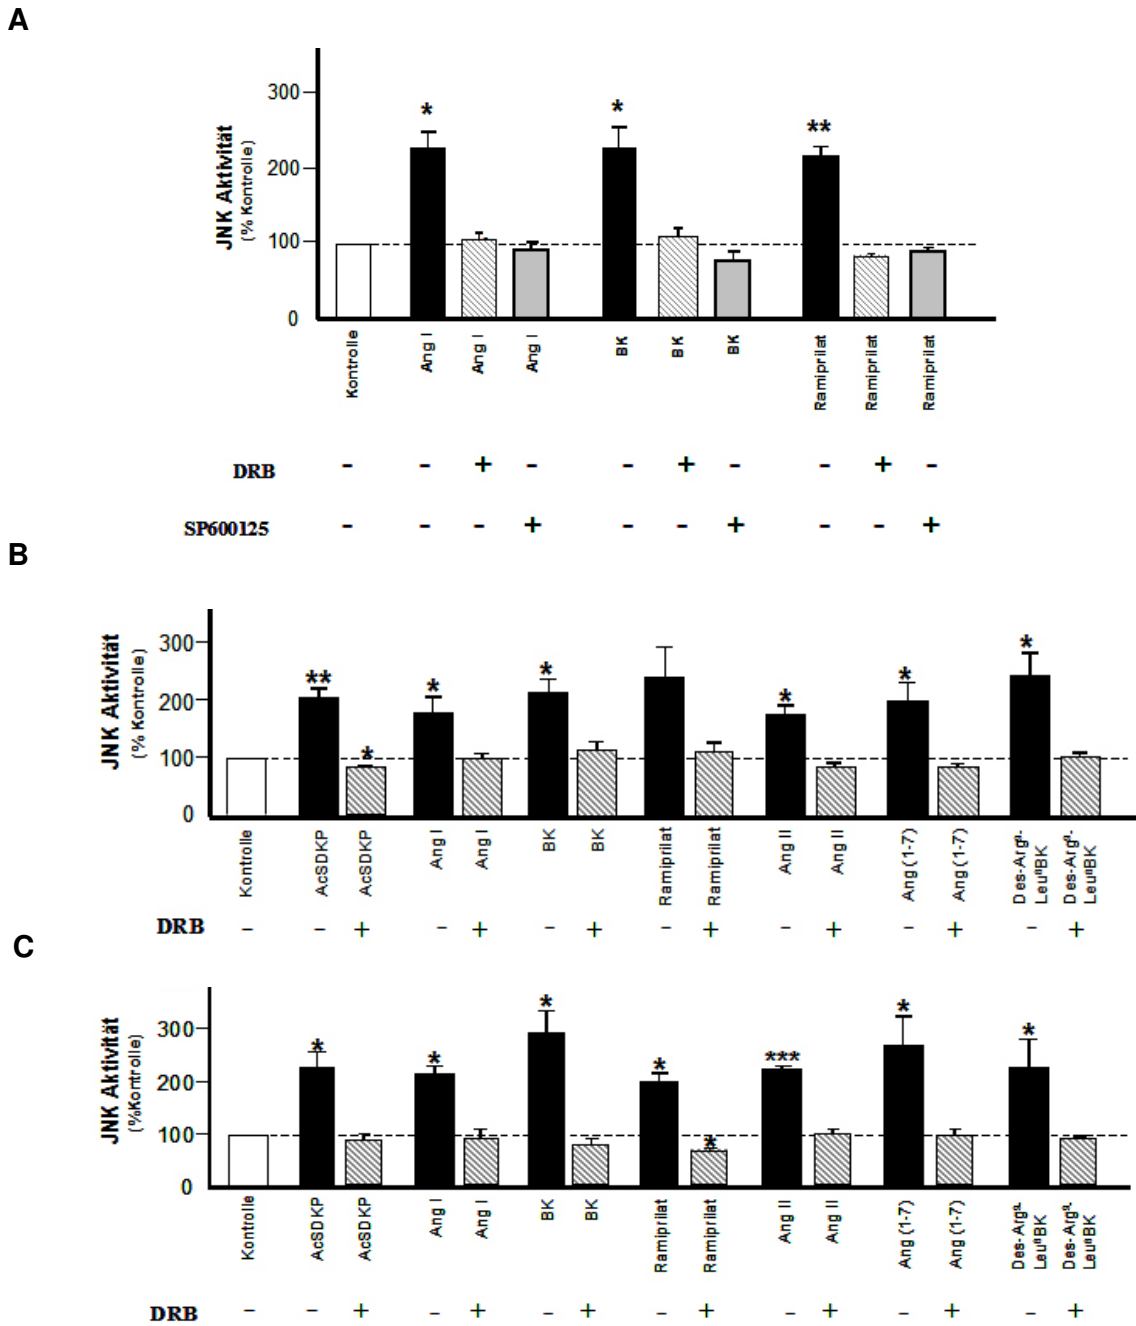 A
JNK Aktivität
(% Kontrolle)
300
*
*
**
200
100
0
Kontrolle
Ang I
Ang I
Ang I
BK
BK
BK
Ramiprilat
Ramiprilat
Ramiprilat
DRB - - + - - + - - + -
SP600125 - - - + - - + - - +
B
JNK Aktivität
(% Kontrolle)
300
200
100
0
**
*
*
*
*
*
*
Kontrolle
AcSDKP
AcSDKP
Ang I
Ang I
BK
BK
Ramiprilat
Ramiprilat
Ang II
Ang II
Ang (1-7)
Ang (1-7)
Des-Arg⁹-
Leu⁸BK
Des-Arg⁹-
Leu⁸BK
DRB - - + - + - + - + - + - + - +
C
JNK Aktivität
(%Kontrolle)
300
200
100
0
*
*
*
*
*
***
*
*
Kontrolle
AcSDKP
AcSDKP
Ang I
Ang I
BK
BK
Ramiprilat
Ramiprilat
Ang II
Ang II
Ang (1-7)
Ang (1-7)
Des-Arg⁹-
Leu⁸BK
Des-Arg⁹-
Leu⁸BK
DRB - - + - + - + - + - + - + - +